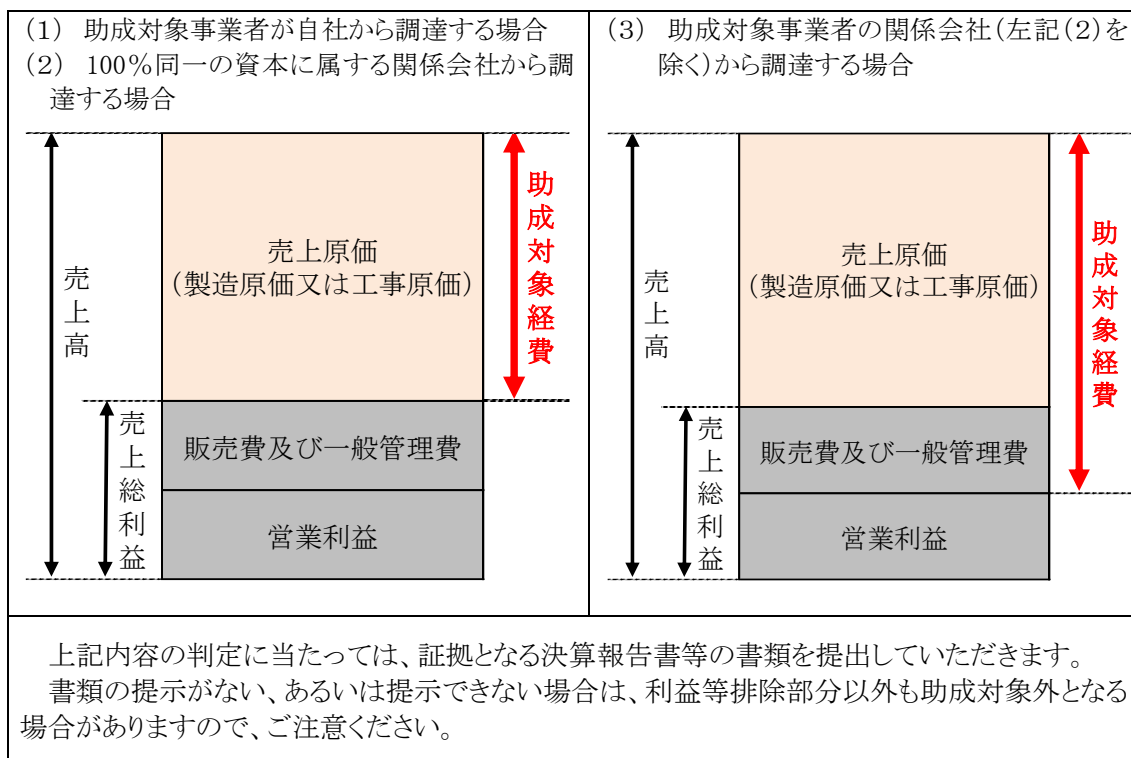 (1) 助成対象事業者が自社から調達する場合
(2) 100%同一の資本に属する関係会社から調
達する場合
売上高
売上総利益
売上原価
(製造原価又は工事原価)
販売費及び一般管理費
営業利益
助成対象経費
(3) 助成対象事業者の関係会社(左記(2)を
除く)から調達する場合
売上高
売上総利益
売上原価
(製造原価又は工事原価)
販売費及び一般管理費
営業利益
助成対象経費
上記内容の判定に当たっては、証拠となる決算報告書等の書類を提出していただきます。
書類の提示がない、あるいは提示できない場合は、利益等排除部分以外も助成対象外となる
場合がありますので、ご注意ください。